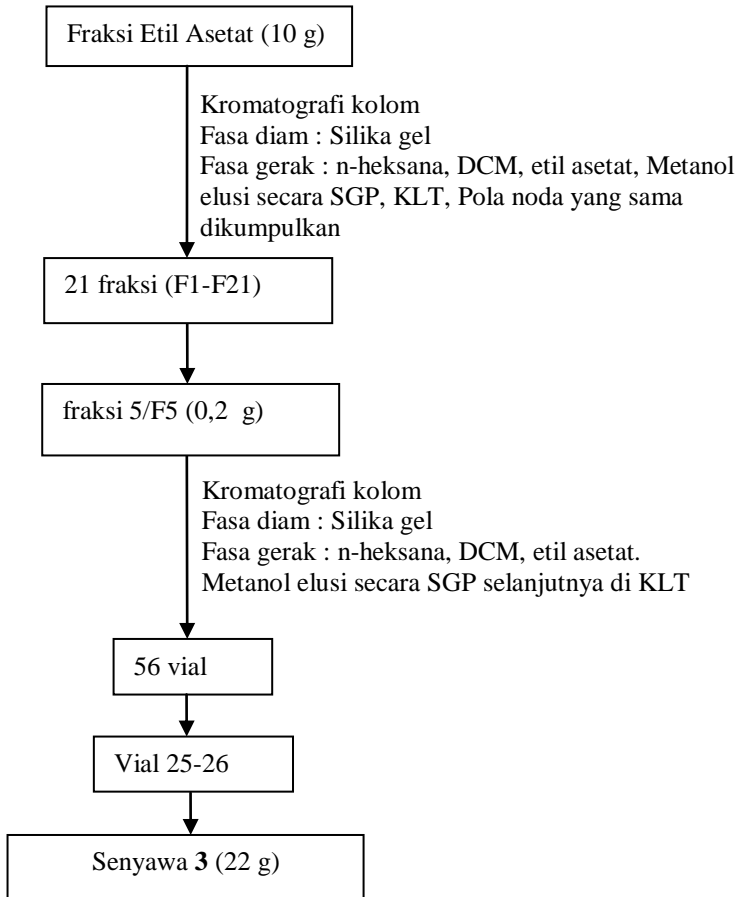 Fraksi Etil Asetat (10 g)
Kromatografi kolom
Fasa diam : Silika gel
Fasa gerak : n-heksana, DCM, etil asetat, Metanol
elusi secara SGP, KLT, Pola noda yang sama
dikumpulkan
21 fraksi (F1-F21)
fraksi 5/F5 (0,2 g)
Kromatografi kolom
Fasa diam : Silika gel
Fasa gerak : n-heksana, DCM, etil asetat.
Metanol elusi secara SGP selanjutnya di KLT
56 vial
Vial 25-26
Senyawa 3 (22 g)